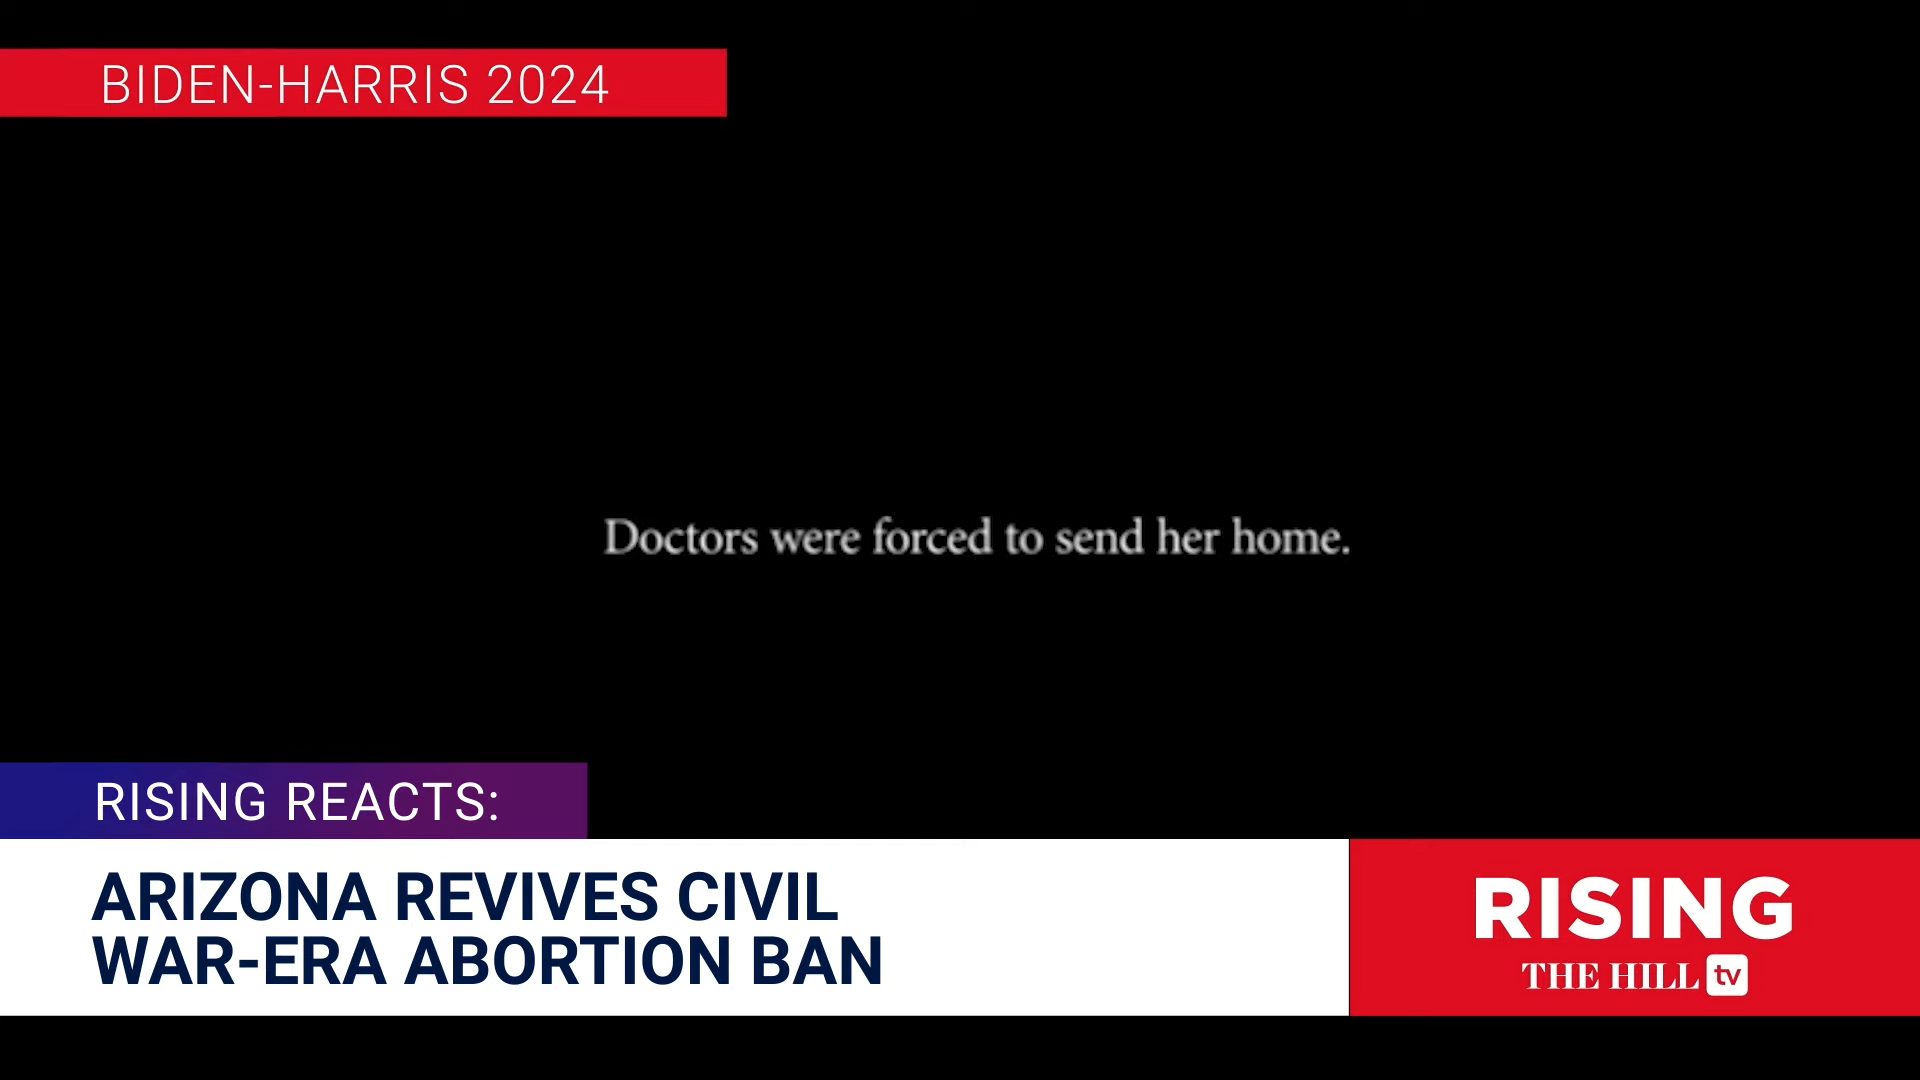 BIDEN-HARRIS 2024
Doctors were forced to send her home.
RISING REACTS:
ARIZONA REVIVES CIVIL
WAR-ERA ABORTION BAN
RISING
THE HILL tv